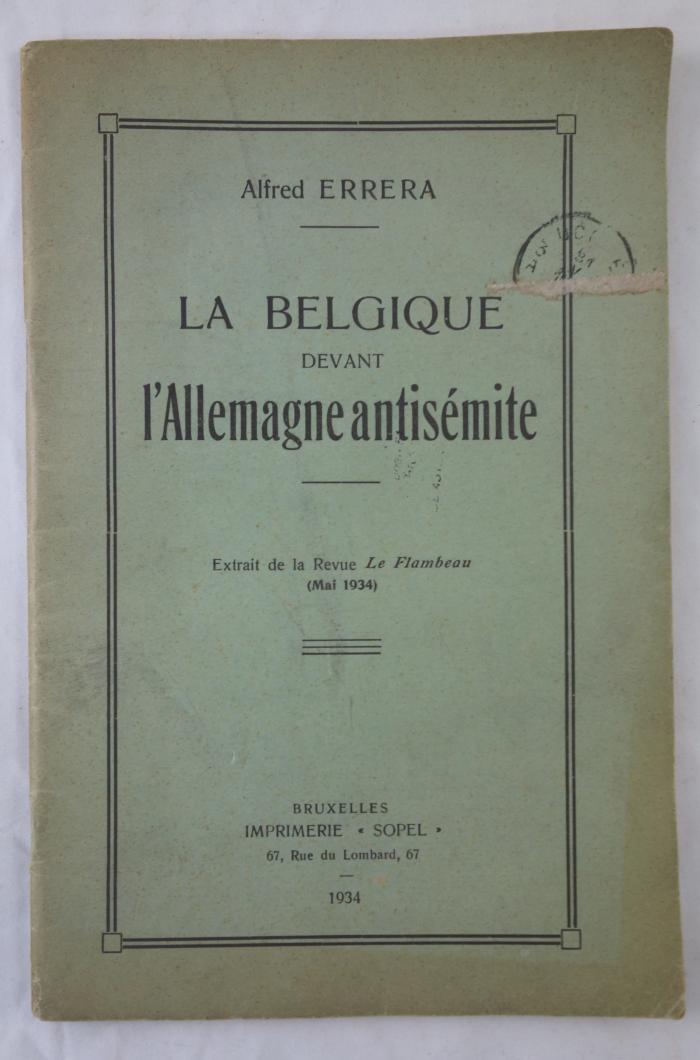 Alfred ERRERA
LA BELGIQUE
DEVANT
l'Allemagne antisémite
Extrait de la Revue Le Flambeau
(Mai 1934)
BRUXELLES
IMPRIMERIE « SOPEL »
67, Rue du Lombard, 67
1934